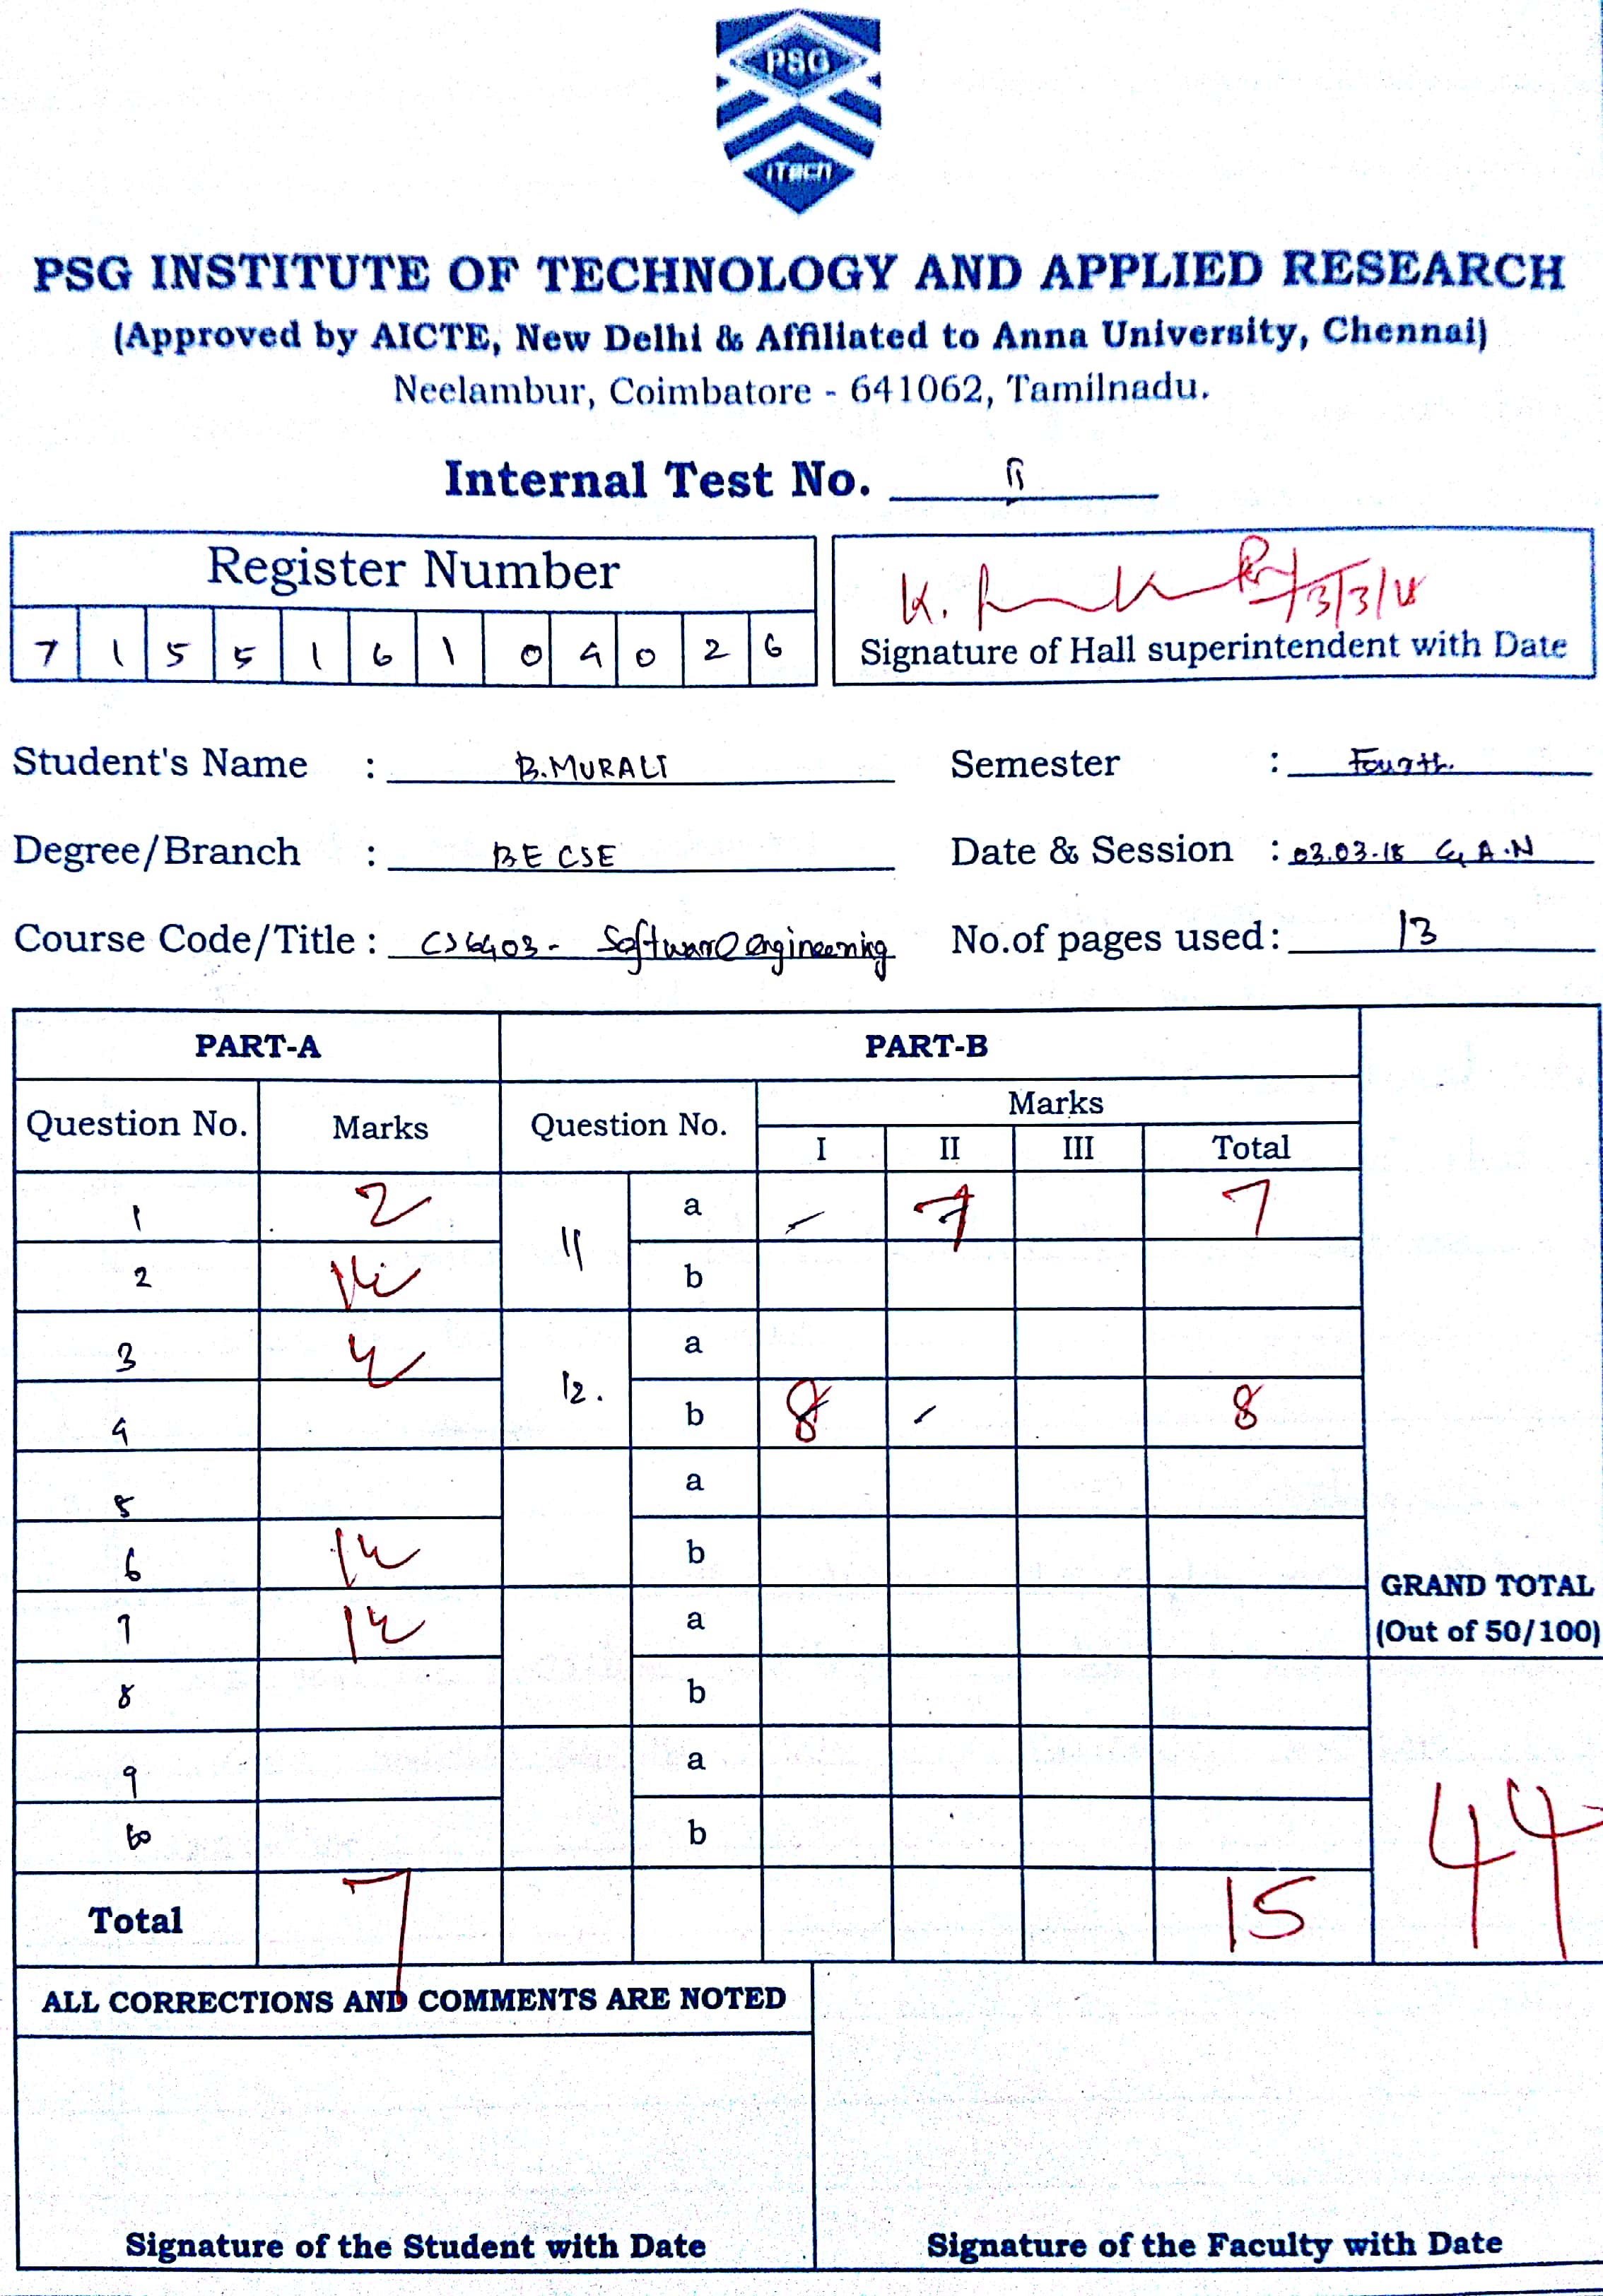 PSG
iTech
PSG INSTITUTE OF TECHNOLOGY AND APPLIED RESEARCH
(Approved by AICTE, New Delhi & Affiliated to Anna University, Chennai)
Neelambur, Coimbatore - 641062, Tamilnadu.
Internal Test No. II
Register Number
7 1 5 5 1 6 1 0 4 0 2 6
K. 3/3/18
Signature of Hall superintendent with Date
Student's Name : B.MURALI Semester : Fourth.
Degree/Branch : BE CSE Date & Session : 03.03.18 A.N
Course Code/Title : CS6403- Software engineering No.of pages used: 13
PART-A PART-B
Question No. Marks Question No. Marks
I II III Total
1 2 11 a - 7 7
2 b
3 12. a
4 b 8 - 8
5 a
6 b
7 a
8 b
9 a
10 b
GRAND TOTAL
(Out of 50/100)
44
Total 7 15
ALL CORRECTIONS AND COMMENTS ARE NOTED
Signature of the Student with Date Signature of the Faculty with Date